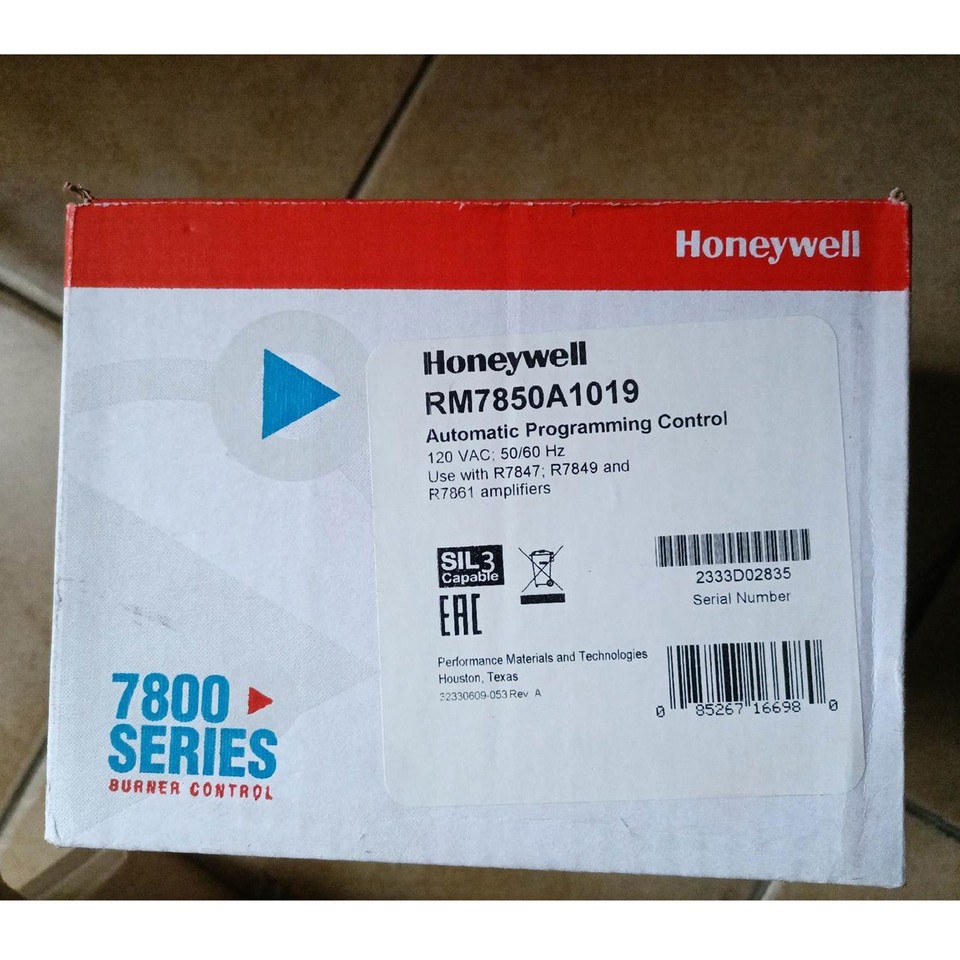 Honeywell
Honeywell
RM7850A1019
Automatic Programming Control
120 VAC; 50/60 Hz
Use with R7847; R7849 and
R7861 amplifiers
SIL 3
Capable
EAC
2333D02835
Serial Number
Performance Materials and Technologies
Houston, Texas
32330609-053 Rev A
0 85267 16698 0
7800
SERIES
BURNER CONTROL